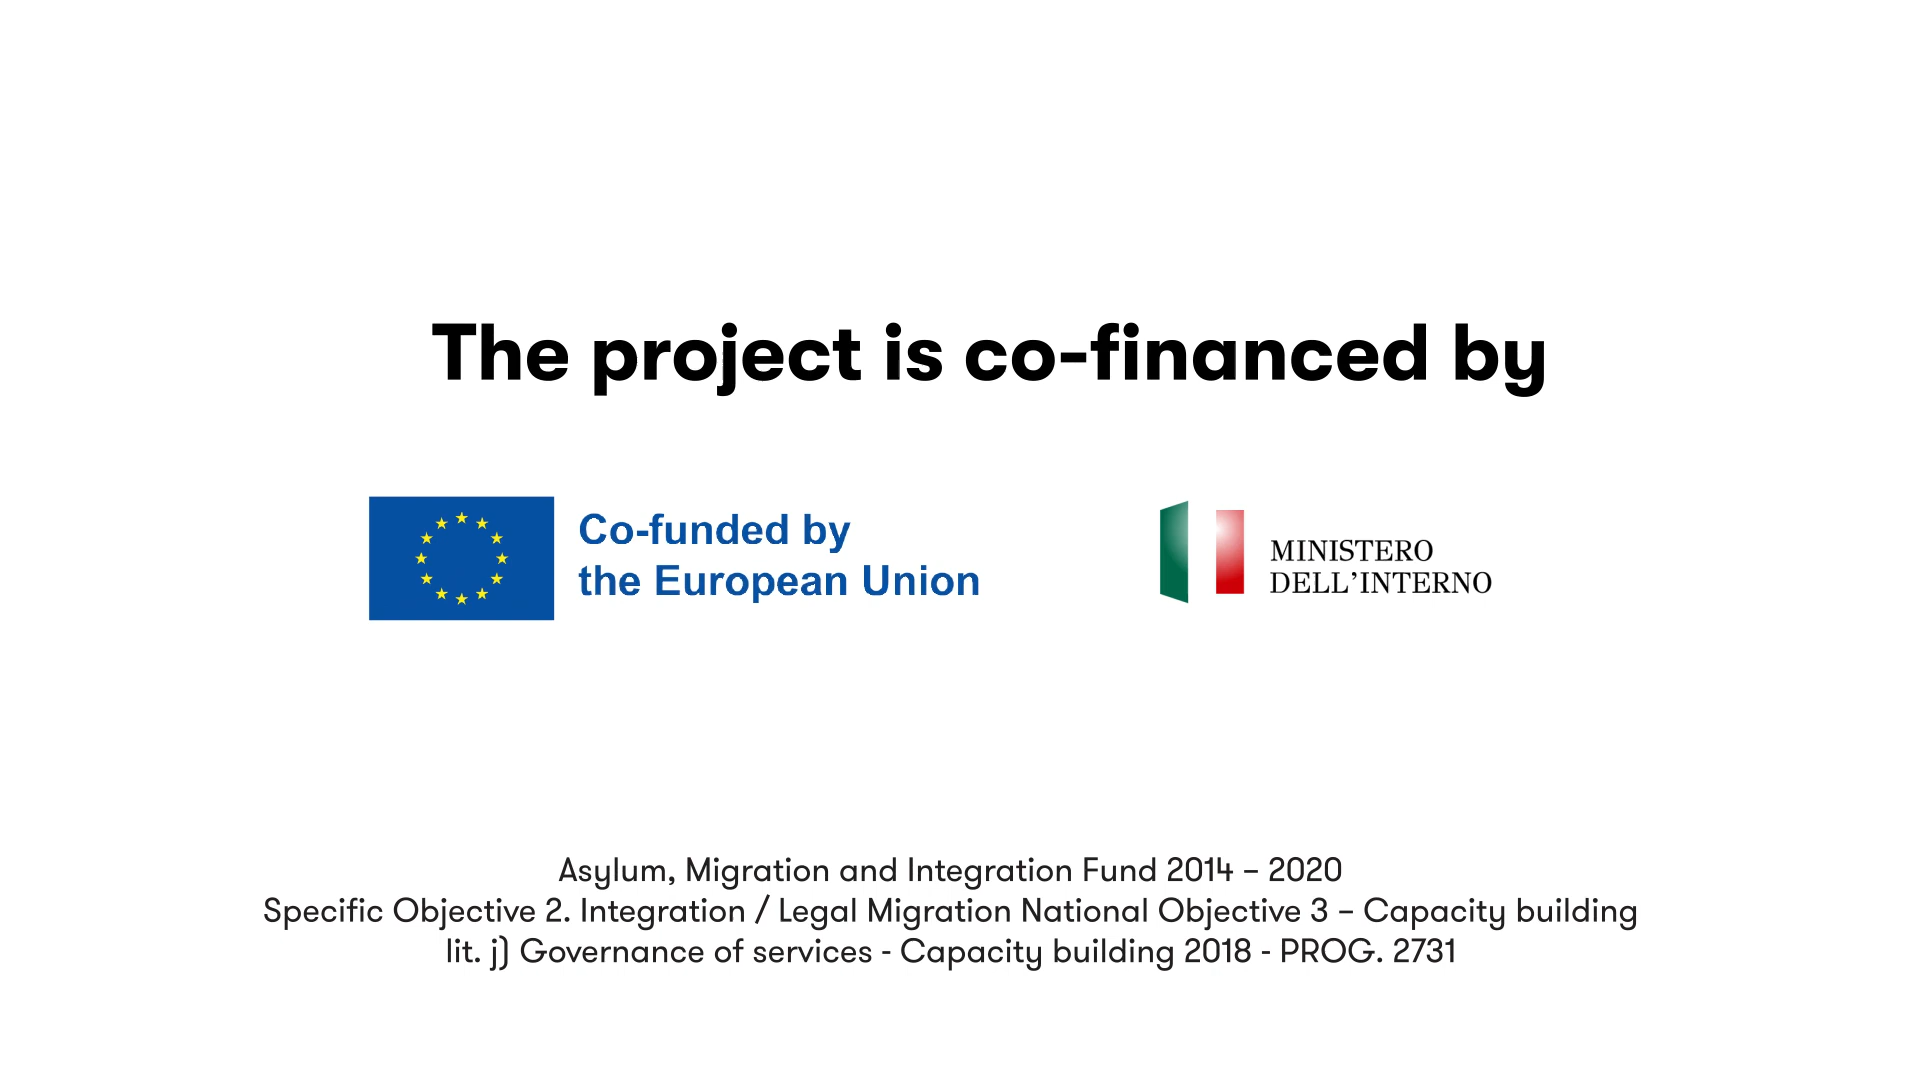 The project is co-financed by
Co-funded by
the European Union
MINISTERO
DELL'INTERNO
Asylum, Migration and Integration Fund 2014 – 2020
Specific Objective 2. Integration / Legal Migration National Objective 3 – Capacity building
lit. j) Governance of services - Capacity building 2018 - PROG. 2731